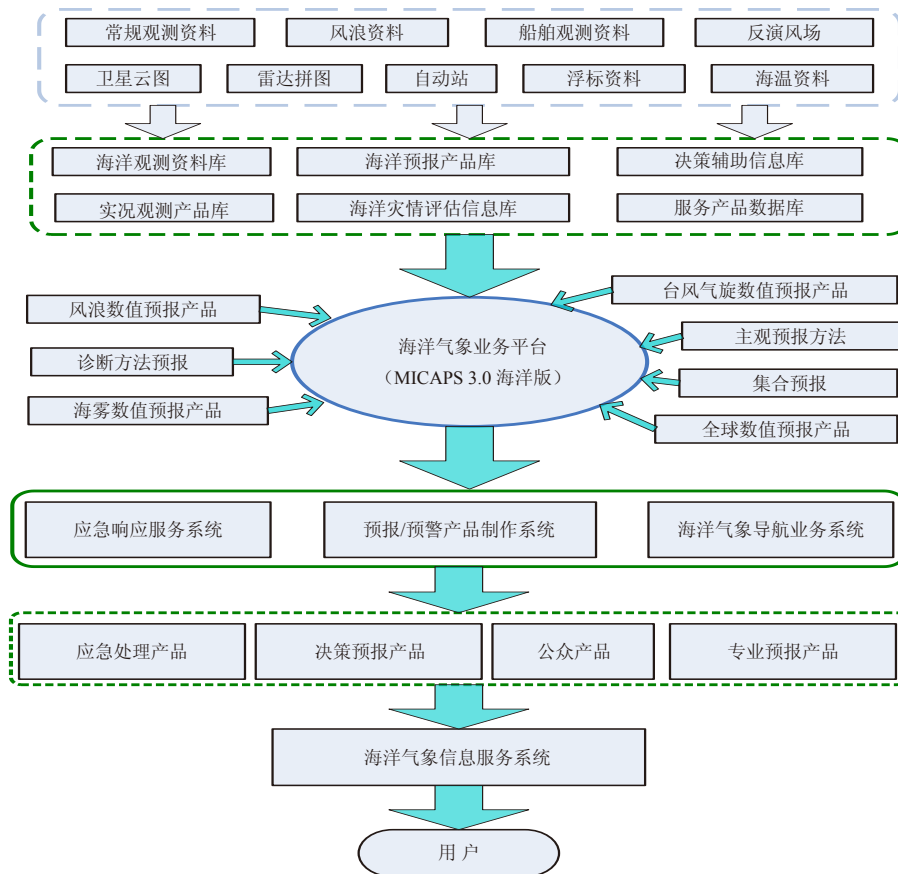 常规观测资料
风浪资料
船舶观测资料
反演风场
卫星云图
雷达拼图
自动站
浮标资料
海温资料
海洋观测资料库
海洋预报产品库
决策辅助信息库
实况观测产品库
海洋灾情评估信息库
服务产品数据库
风浪数值预报产品
诊断方法预报
海雾数值预报产品
海洋气象业务平台
（MICAPS 3.0 海洋版）
台风气旋数值预报产品
主观预报方法
集合预报
全球数值预报产品
应急响应服务系统
预报/预警产品制作系统
海洋气象导航业务系统
应急处理产品
决策预报产品
公众产品
专业预报产品
海洋气象信息服务系统
用 户